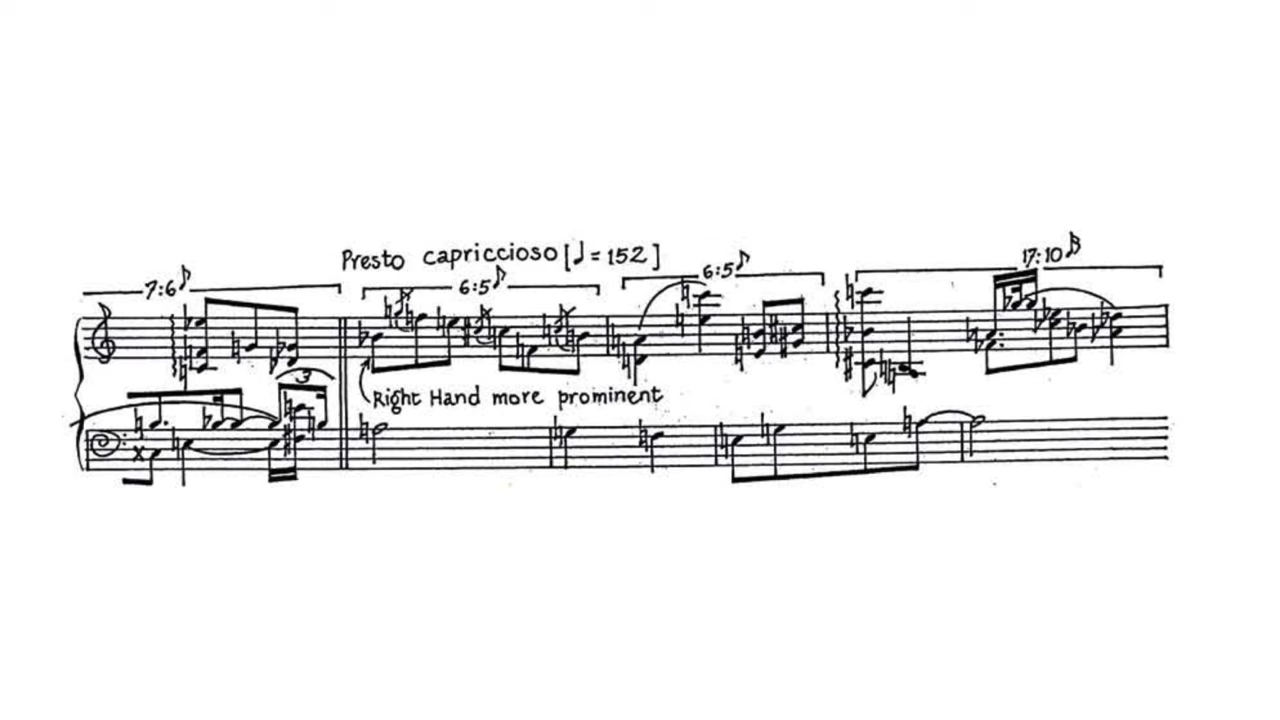 Presto capriccioso [♩ = 152]
7:6♪
6:5♪
6:5♪
17:10𝅘𝅥𝅯
3
Right Hand more prominent